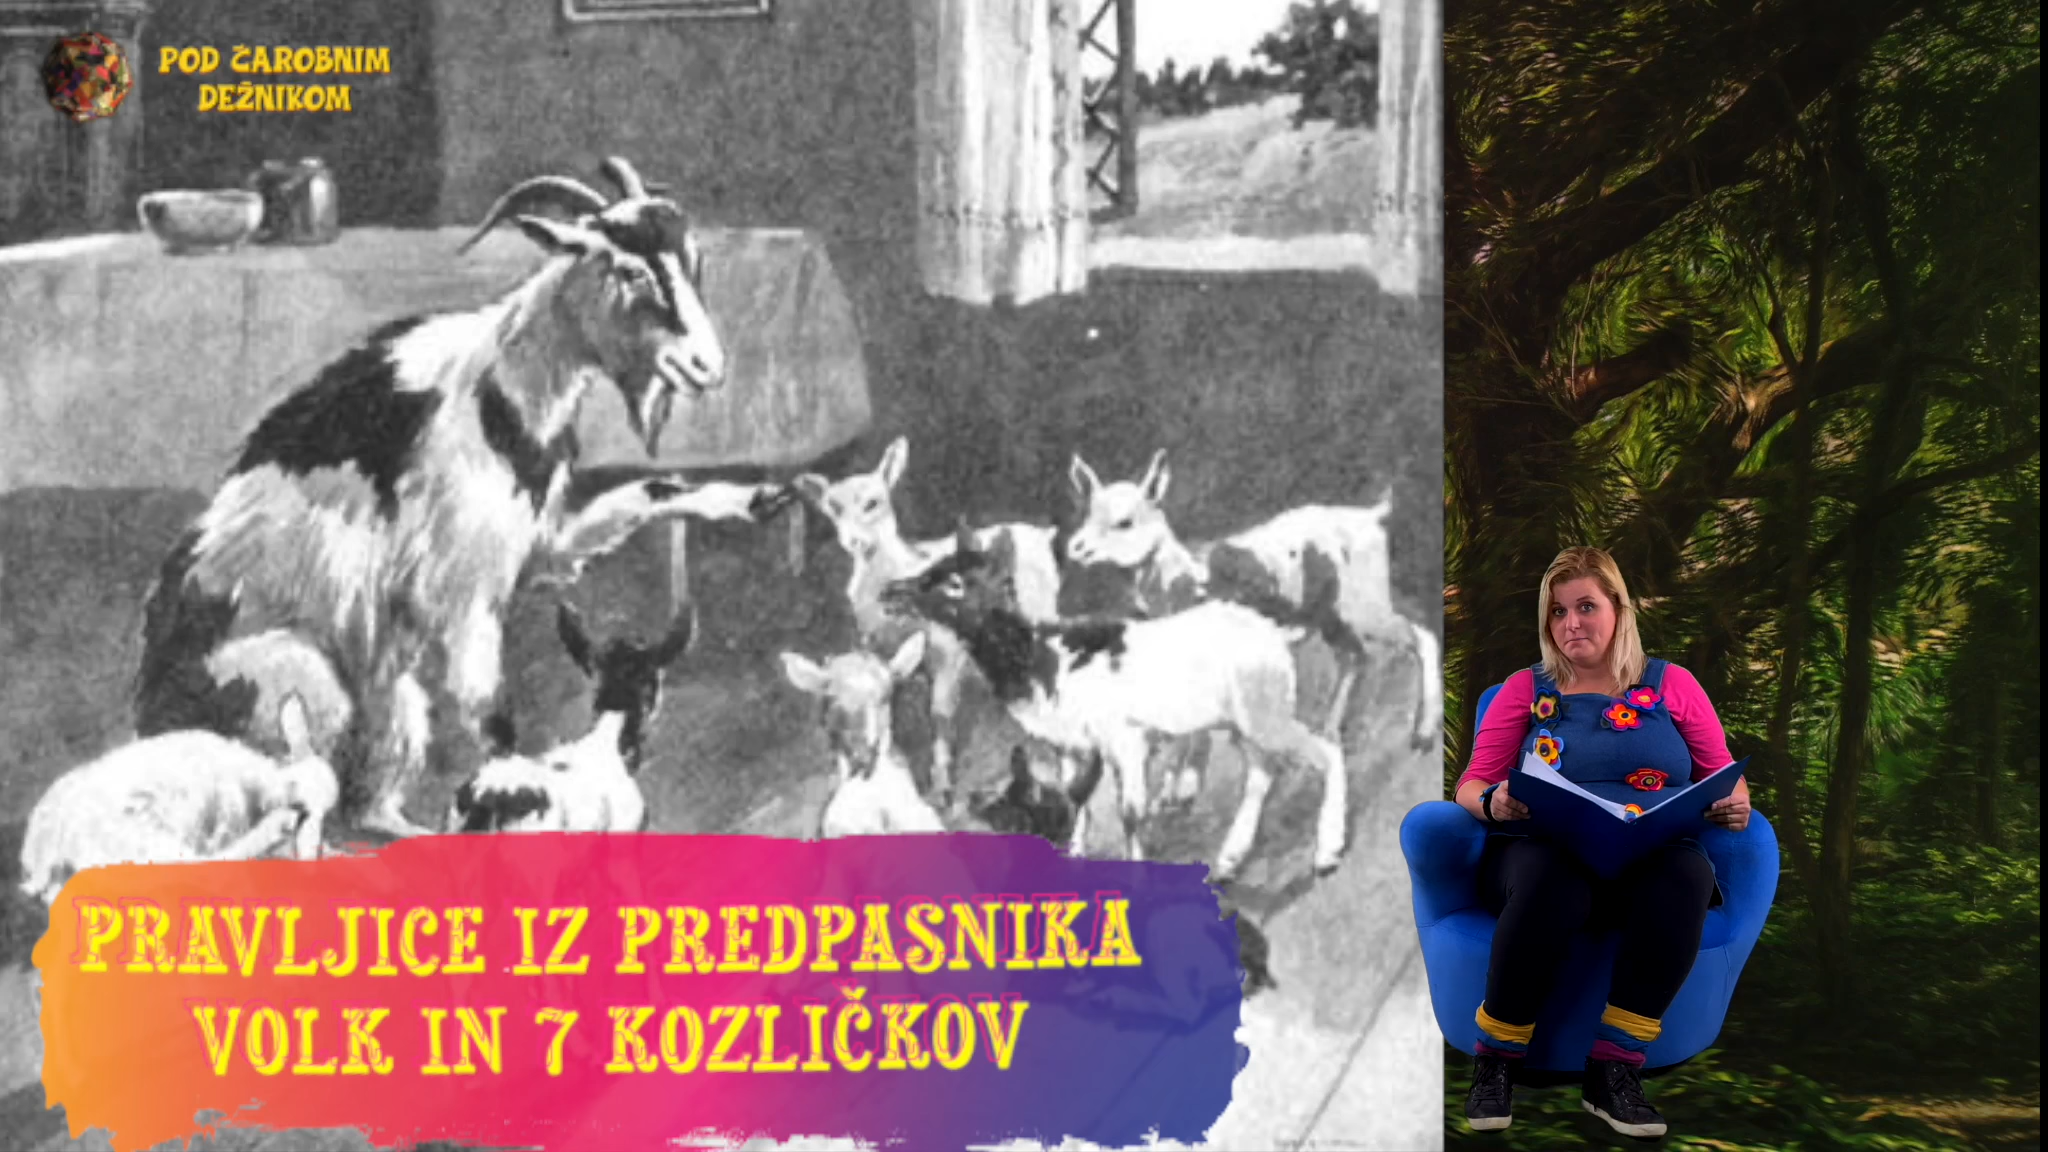 POD ČAROBNIM
DEŽNIKOM
PRAVLJICE IZ PREDPASNIKA
VOLK IN 7 KOZLIČKOV